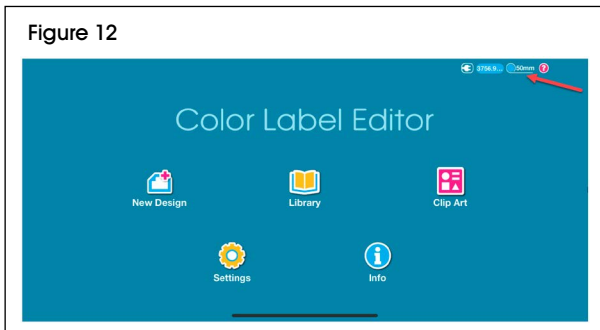 Figure 12
3756.9... 50mm ?
Color Label Editor
New Design Library Clip Art
Settings Info